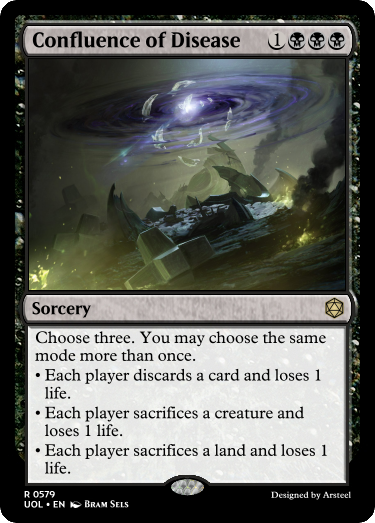 Confluence of Disease 1
Sorcery
Choose three. You may choose the same
mode more than once.
• Each player discards a card and loses 1
life.
• Each player sacrifices a creature and
loses 1 life.
• Each player sacrifices a land and loses 1
life.
R 0579
UOL • EN Bram Sels
Designed by Arsteel